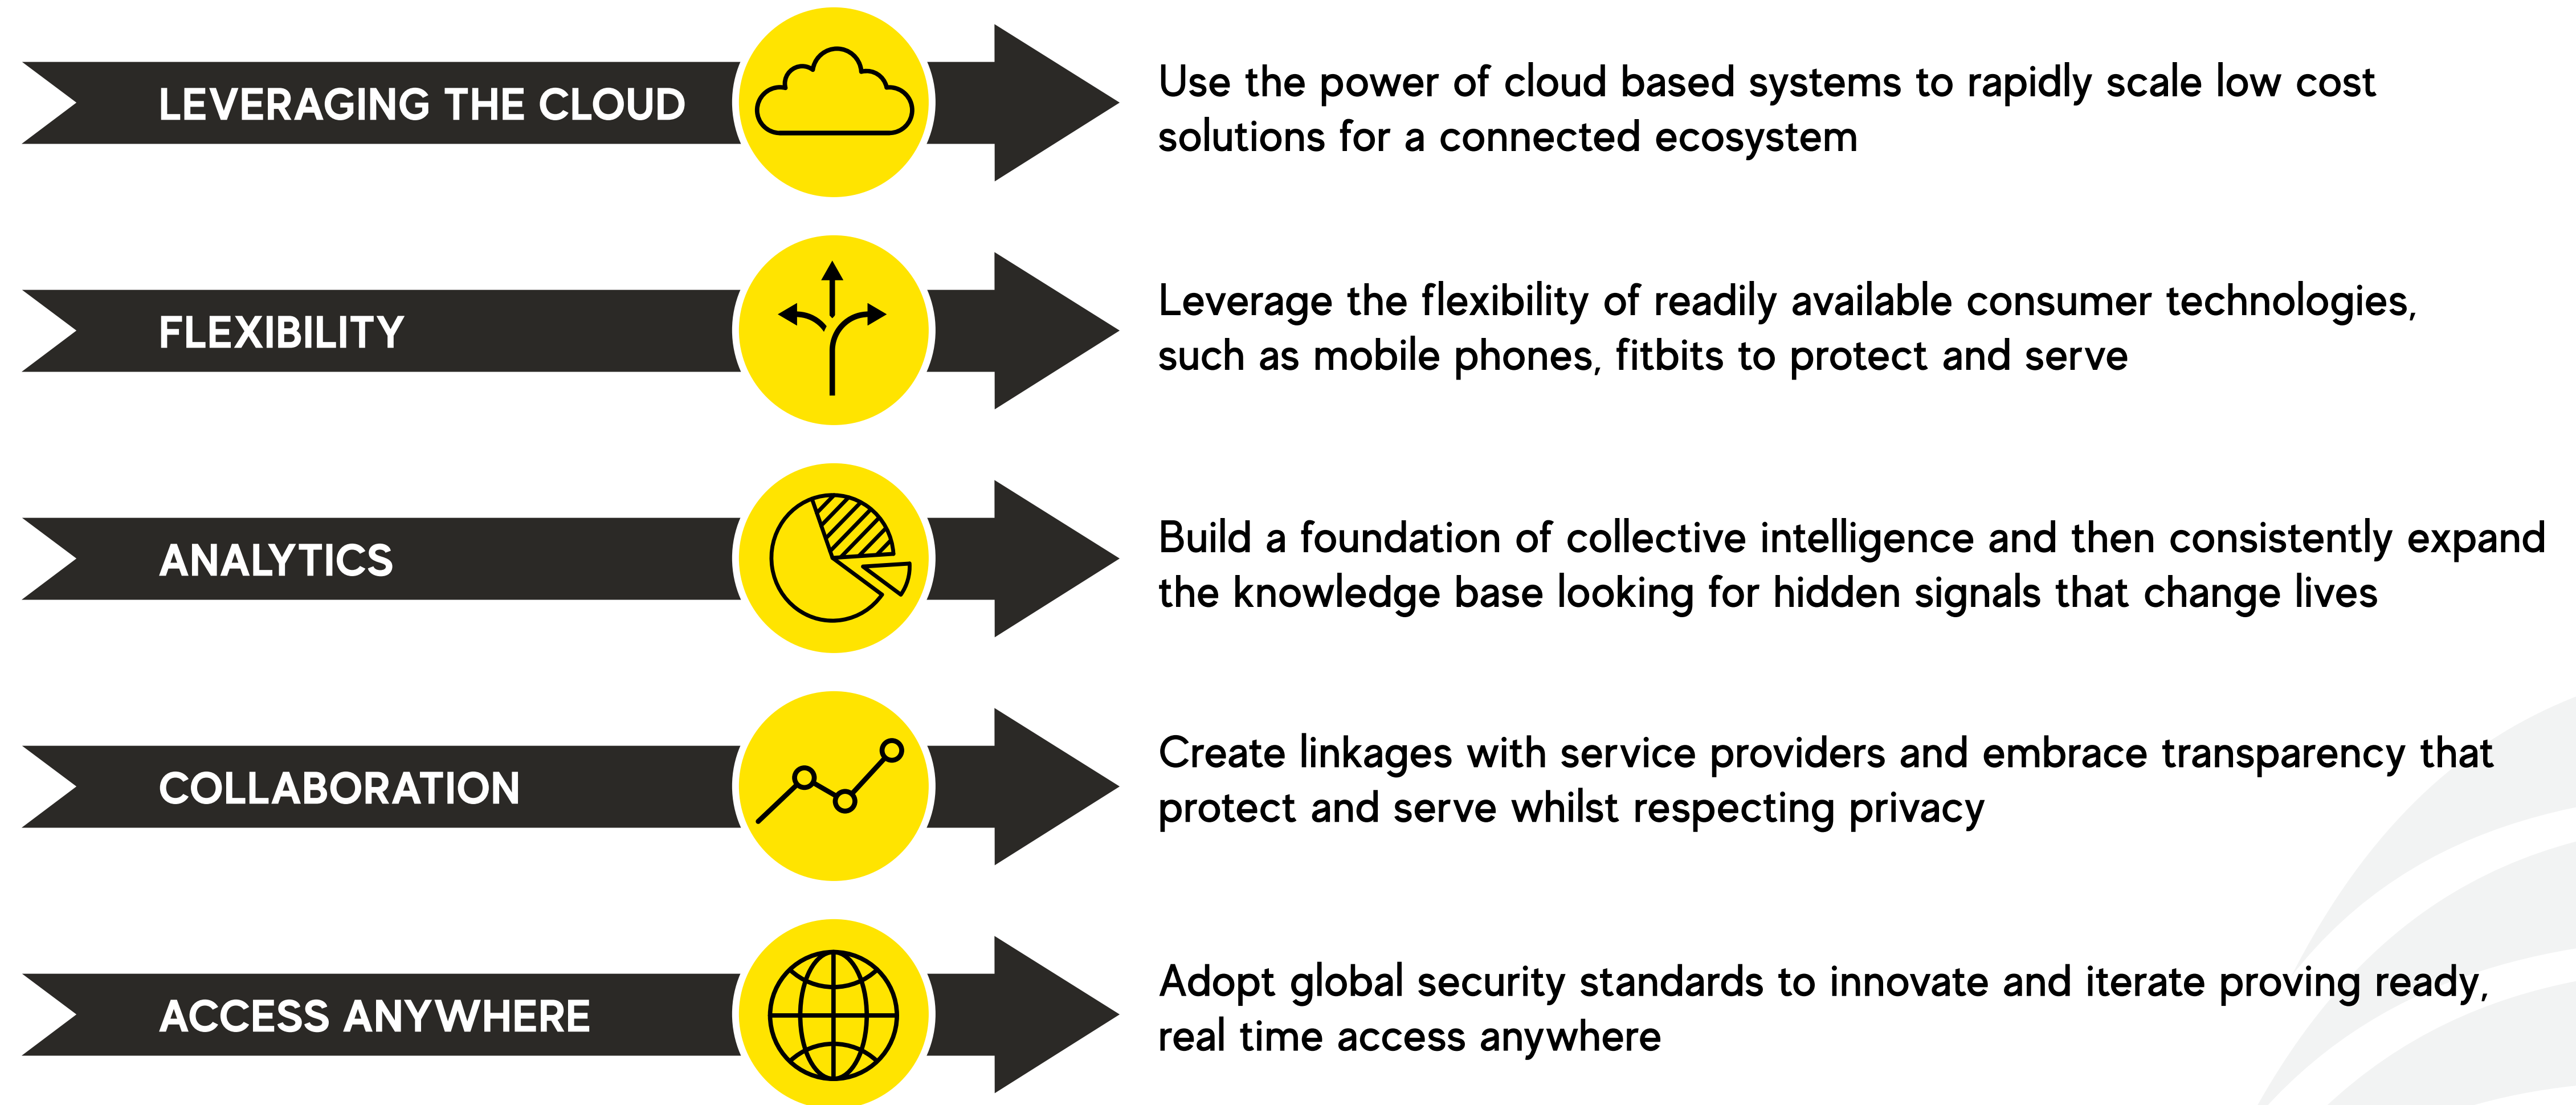 LEVERAGING THE CLOUD
Use the power of cloud based systems to rapidly scale low cost
solutions for a connected ecosystem
FLEXIBILITY
Leverage the flexibility of readily available consumer technologies,
such as mobile phones, fitbits to protect and serve
ANALYTICS
Build a foundation of collective intelligence and then consistently expand
the knowledge base looking for hidden signals that change lives
COLLABORATION
Create linkages with service providers and embrace transparency that
protect and serve whilst respecting privacy
ACCESS ANYWHERE
Adopt global security standards to innovate and iterate proving ready,
real time access anywhere